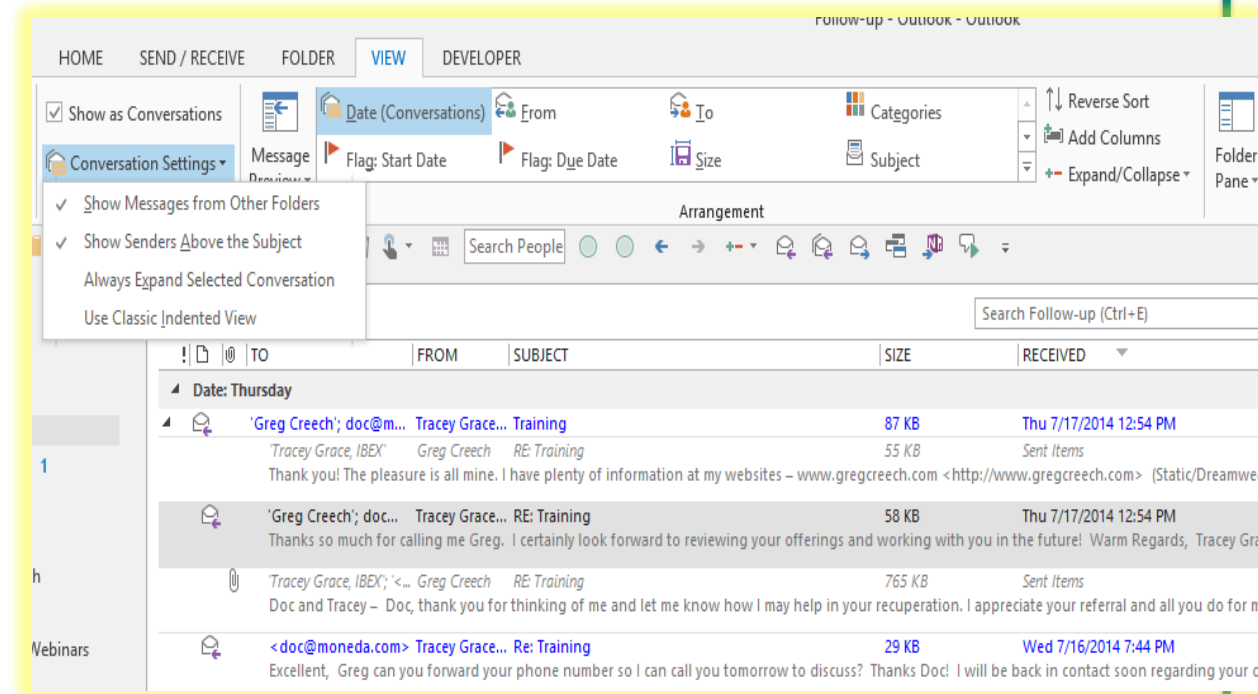 Follow-up - Outlook - Outlook
HOME SEND / RECEIVE FOLDER VIEW DEVELOPER
Show as Conversations
Conversation Settings
Message
Preview
Date (Conversations) From To Categories
Flag: Start Date Flag: Due Date Size Subject
Reverse Sort
Add Columns
Expand/Collapse
Folder
Pane
Arrangement
Show Messages from Other Folders
Show Senders Above the Subject
Always Expand Selected Conversation
Use Classic Indented View
Search People
Search Follow-up (Ctrl+E)
! TO FROM SUBJECT SIZE RECEIVED
Date: Thursday
'Greg Creech'; doc@m... Tracey Grace... Training 87 KB Thu 7/17/2014 12:54 PM
'Tracey Grace, IBEX' Greg Creech RE: Training 55 KB Sent Items
1
Thank you! The pleasure is all mine. I have plenty of information at my websites – www.gregcreech.com <http://www.gregcreech.com> (Static/Dreamwe
'Greg Creech'; doc... Tracey Grace... RE: Training 58 KB Thu 7/17/2014 12:54 PM
Thanks so much for calling me Greg. I certainly look forward to reviewing your offerings and working with you in the future! Warm Regards, Tracey Gra
h
'Tracey Grace, IBEX'; '<... Greg Creech RE: Training 765 KB Sent Items
Doc and Tracey – Doc, thank you for thinking of me and let me know how I may help in your recuperation. I appreciate your referral and all you do for m
Webinars
<doc@moneda.com> Tracey Grace... Re: Training 29 KB Wed 7/16/2014 7:44 PM
Excellent, Greg can you forward your phone number so I can call you tomorrow to discuss? Thanks Doc! I will be back in contact soon regarding your o